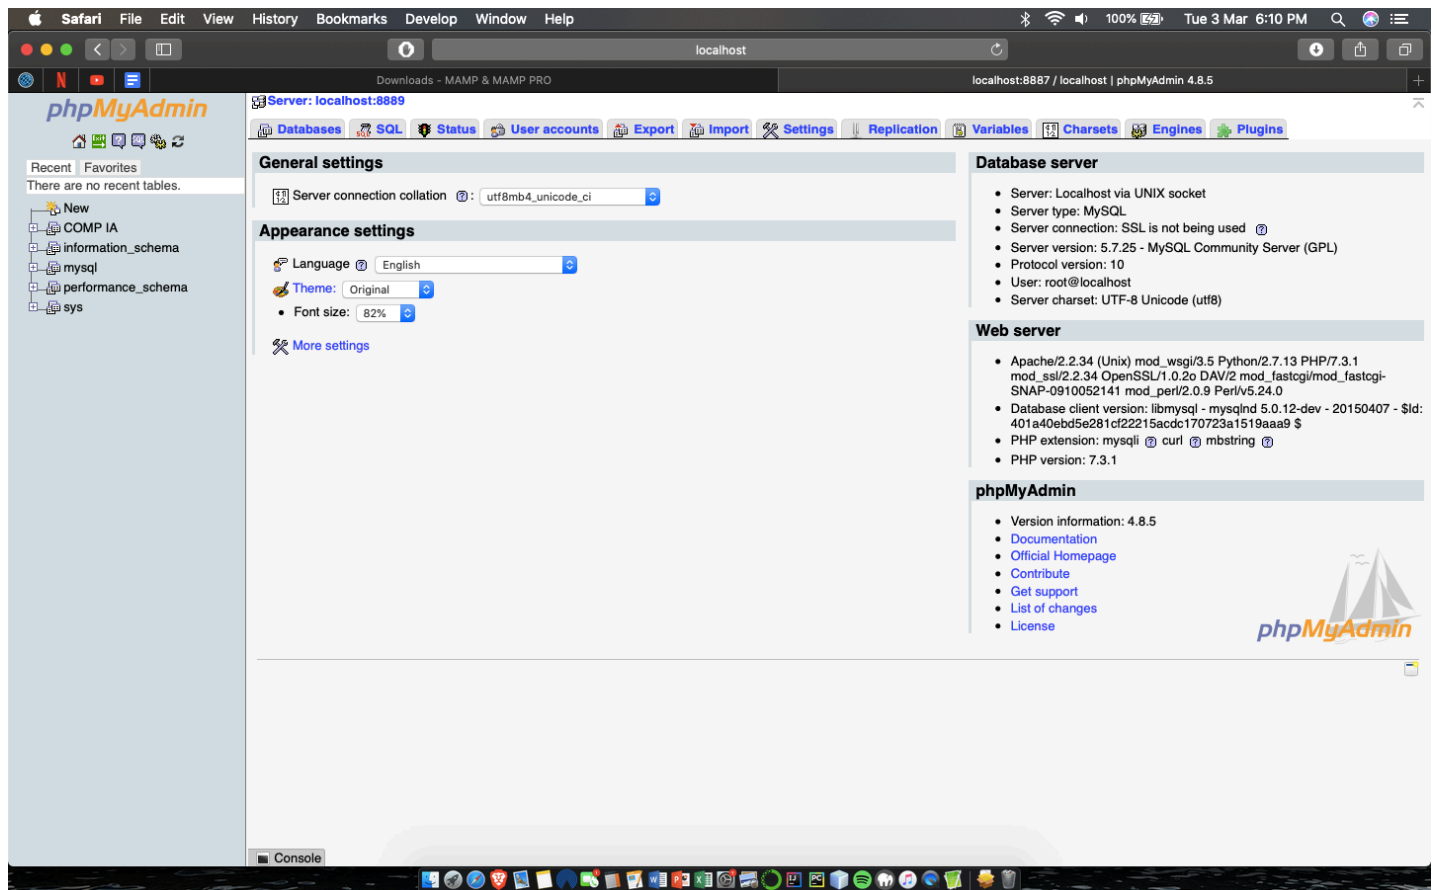 Safari File Edit View History Bookmarks Develop Window Help 100% Tue 3 Mar 6:10 PM
localhost
Downloads - MAMP & MAMP PRO
localhost:8887 / localhost | phpMyAdmin 4.8.5
phpMyAdmin
Recent Favorites
There are no recent tables.
New
COMP IA
information_schema
mysql
performance_schema
sys
Server: localhost:8889
Databases SQL Status User accounts Export Import Settings Replication Variables Charsets Engines Plugins
General settings
Server connection collation : utf8mb4_unicode_ci
Appearance settings
Language English
Theme: Original
• Font size: 82%
More settings
Database server
• Server: Localhost via UNIX socket
• Server type: MySQL
• Server connection: SSL is not being used
• Server version: 5.7.25 - MySQL Community Server (GPL)
• Protocol version: 10
• User: root@localhost
• Server charset: UTF-8 Unicode (utf8)
Web server
• Apache/2.2.34 (Unix) mod_wsgi/3.5 Python/2.7.13 PHP/7.3.1
mod_ssl/2.2.34 OpenSSL/1.0.2o DAV/2 mod_fastcgi/mod_fastcgi-
SNAP-0910052141 mod_perl/2.0.9 Perl/v5.24.0
• Database client version: libmysql - mysqlnd 5.0.12-dev - 20150407 - $Id:
401a40ebd5e281cf22215acdc170723a1519aaa9 $
• PHP extension: mysqli curl mbstring
• PHP version: 7.3.1
phpMyAdmin
• Version information: 4.8.5
• Documentation
• Official Homepage
• Contribute
• Get support
• List of changes
• License
phpMyAdmin
Console